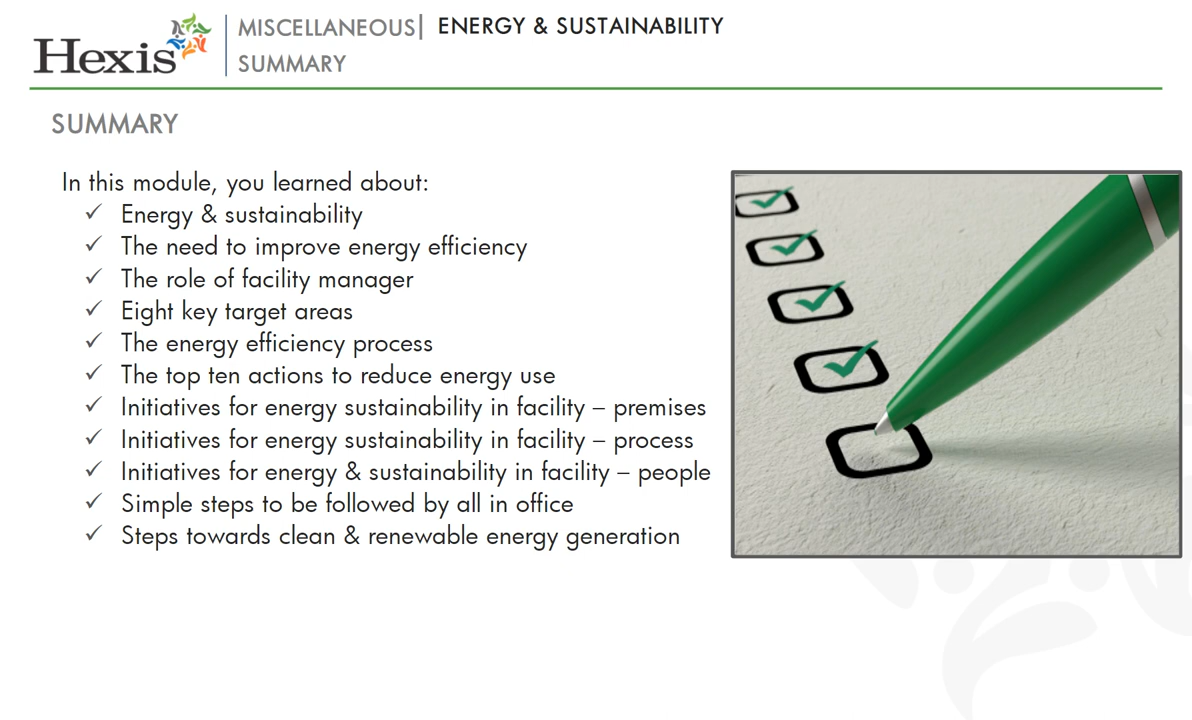 Hexis
MISCELLANEOUS| ENERGY & SUSTAINABILITY
SUMMARY
SUMMARY
In this module, you learned about:
✓ Energy & sustainability
✓ The need to improve energy efficiency
✓ The role of facility manager
✓ Eight key target areas
✓ The energy efficiency process
✓ The top ten actions to reduce energy use
✓ Initiatives for energy sustainability in facility – premises
✓ Initiatives for energy sustainability in facility – process
✓ Initiatives for energy & sustainability in facility – people
✓ Simple steps to be followed by all in office
✓ Steps towards clean & renewable energy generation